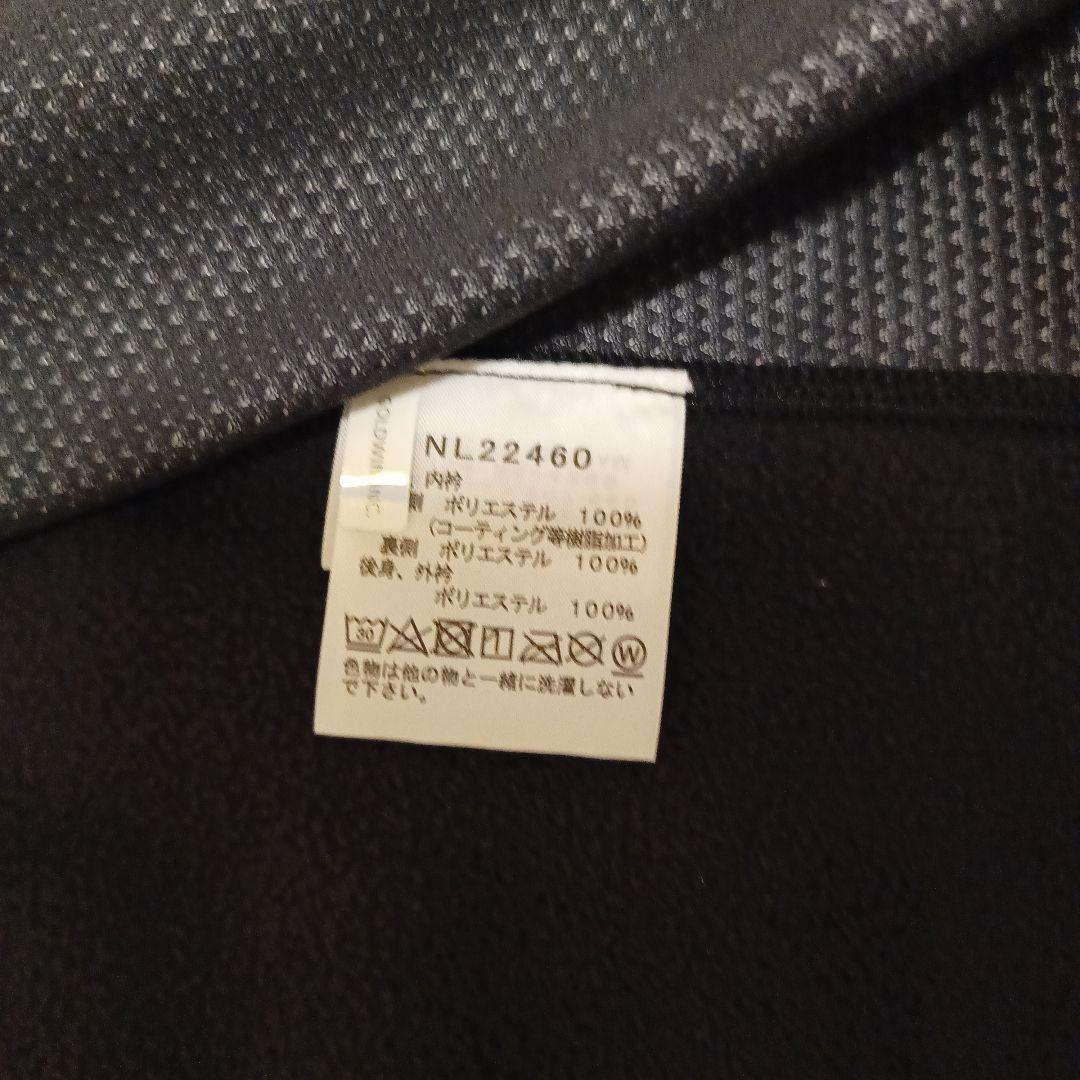 GOLDWIN INC
NL22460
内衿
側 ポリエステル 100%
(コーティング等樹脂加工)
裏側 ポリエステル 100%
後身、外衿
ポリエステル 100%
30
W
色物は他の物と一緒に洗濯しない
で下さい。